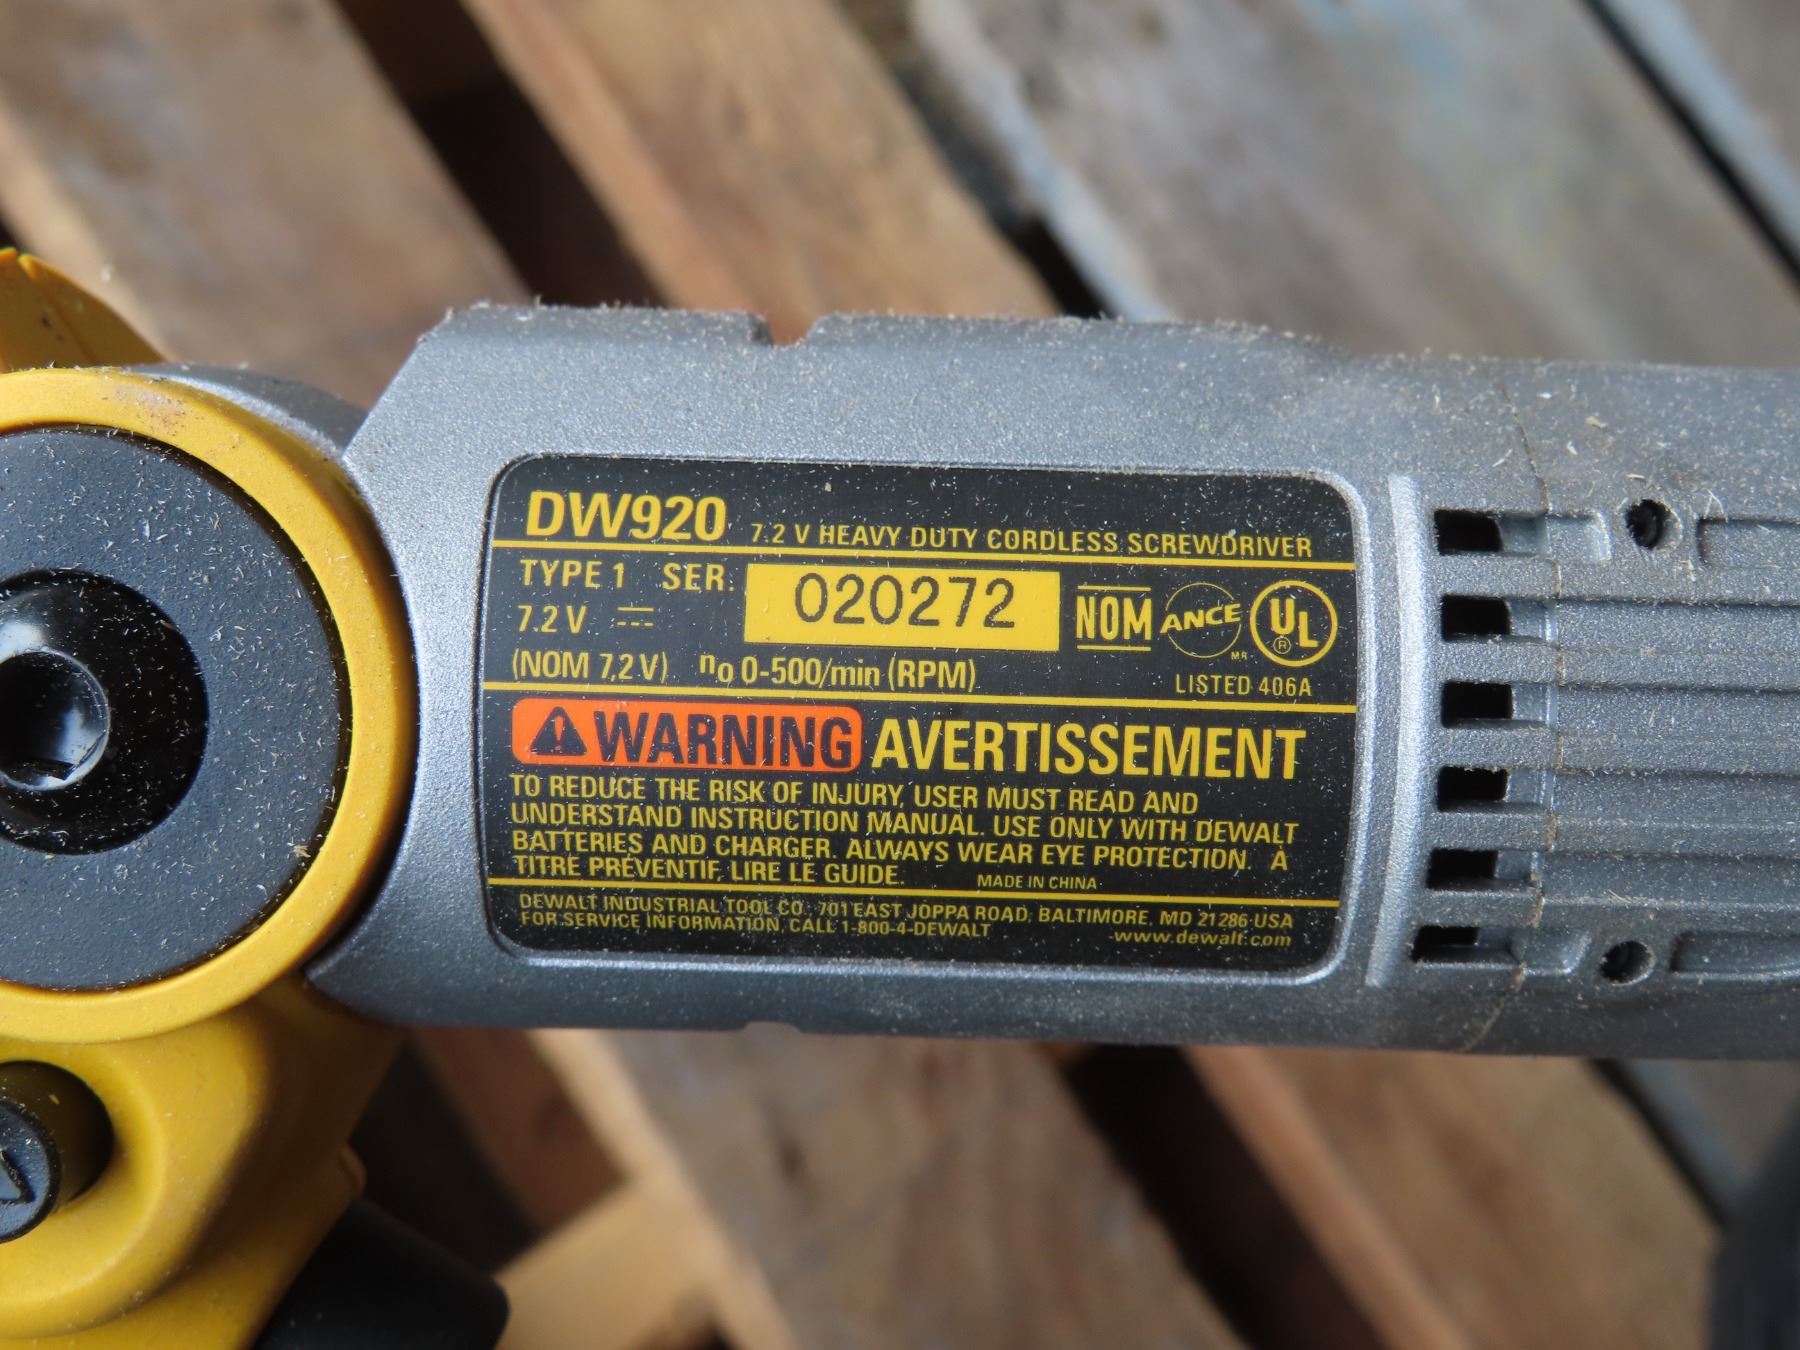 DW920 7.2 V HEAVY DUTY CORDLESS SCREWDRIVER
TYPE 1 SER. 020272 NOM ANCE MR UL ®
7.2 V
(NOM 7,2 V) no 0-500/min (RPM) LISTED 406A
WARNING AVERTISSEMENT
TO REDUCE THE RISK OF INJURY, USER MUST READ AND
UNDERSTAND INSTRUCTION MANUAL. USE ONLY WITH DEWALT
BATTERIES AND CHARGER. ALWAYS WEAR EYE PROTECTION. À
TITRE PRÉVENTIF, LIRE LE GUIDE. MADE IN CHINA
DEWALT INDUSTRIAL TOOL CO., 701 EAST JOPPA ROAD, BALTIMORE, MD 21286 USA
FOR SERVICE INFORMATION, CALL 1-800-4-DEWALT www.dewalt.com